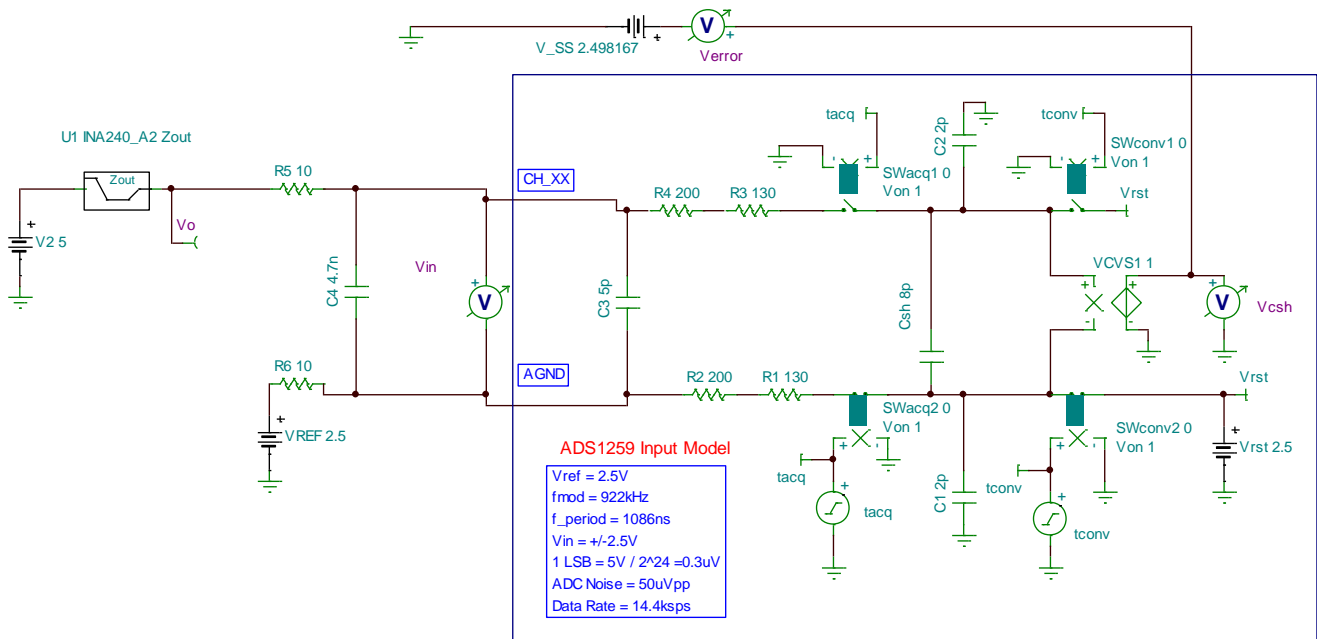 V_SS 2.498167
V
+
Verror
U1 INA240_A2 Zout
Zout
Vo
V2 5
R5 10
C4 4.7n
Vin
V
R6 10
VREF 2.5
CH_XX
AGND
C3 5p
R4 200
R3 130
tacq
SWacq1 0
Von 1
C2 2p
tconv
SWconv1 0
Von 1
Vrst
VCVS1 1
V
Vcsh
Csh 8p
R2 200
R1 130
SWacq2 0
Von 1
tacq
tacq
C1 2p
Vrst
SWconv2 0
Von 1
Vrst 2.5
tconv
tconv
ADS1259 Input Model
Vref = 2.5V
fmod = 922kHz
f_period = 1086ns
Vin = +/-2.5V
1 LSB = 5V / 2^24 =0.3uV
ADC Noise = 50uVpp
Data Rate = 14.4ksps